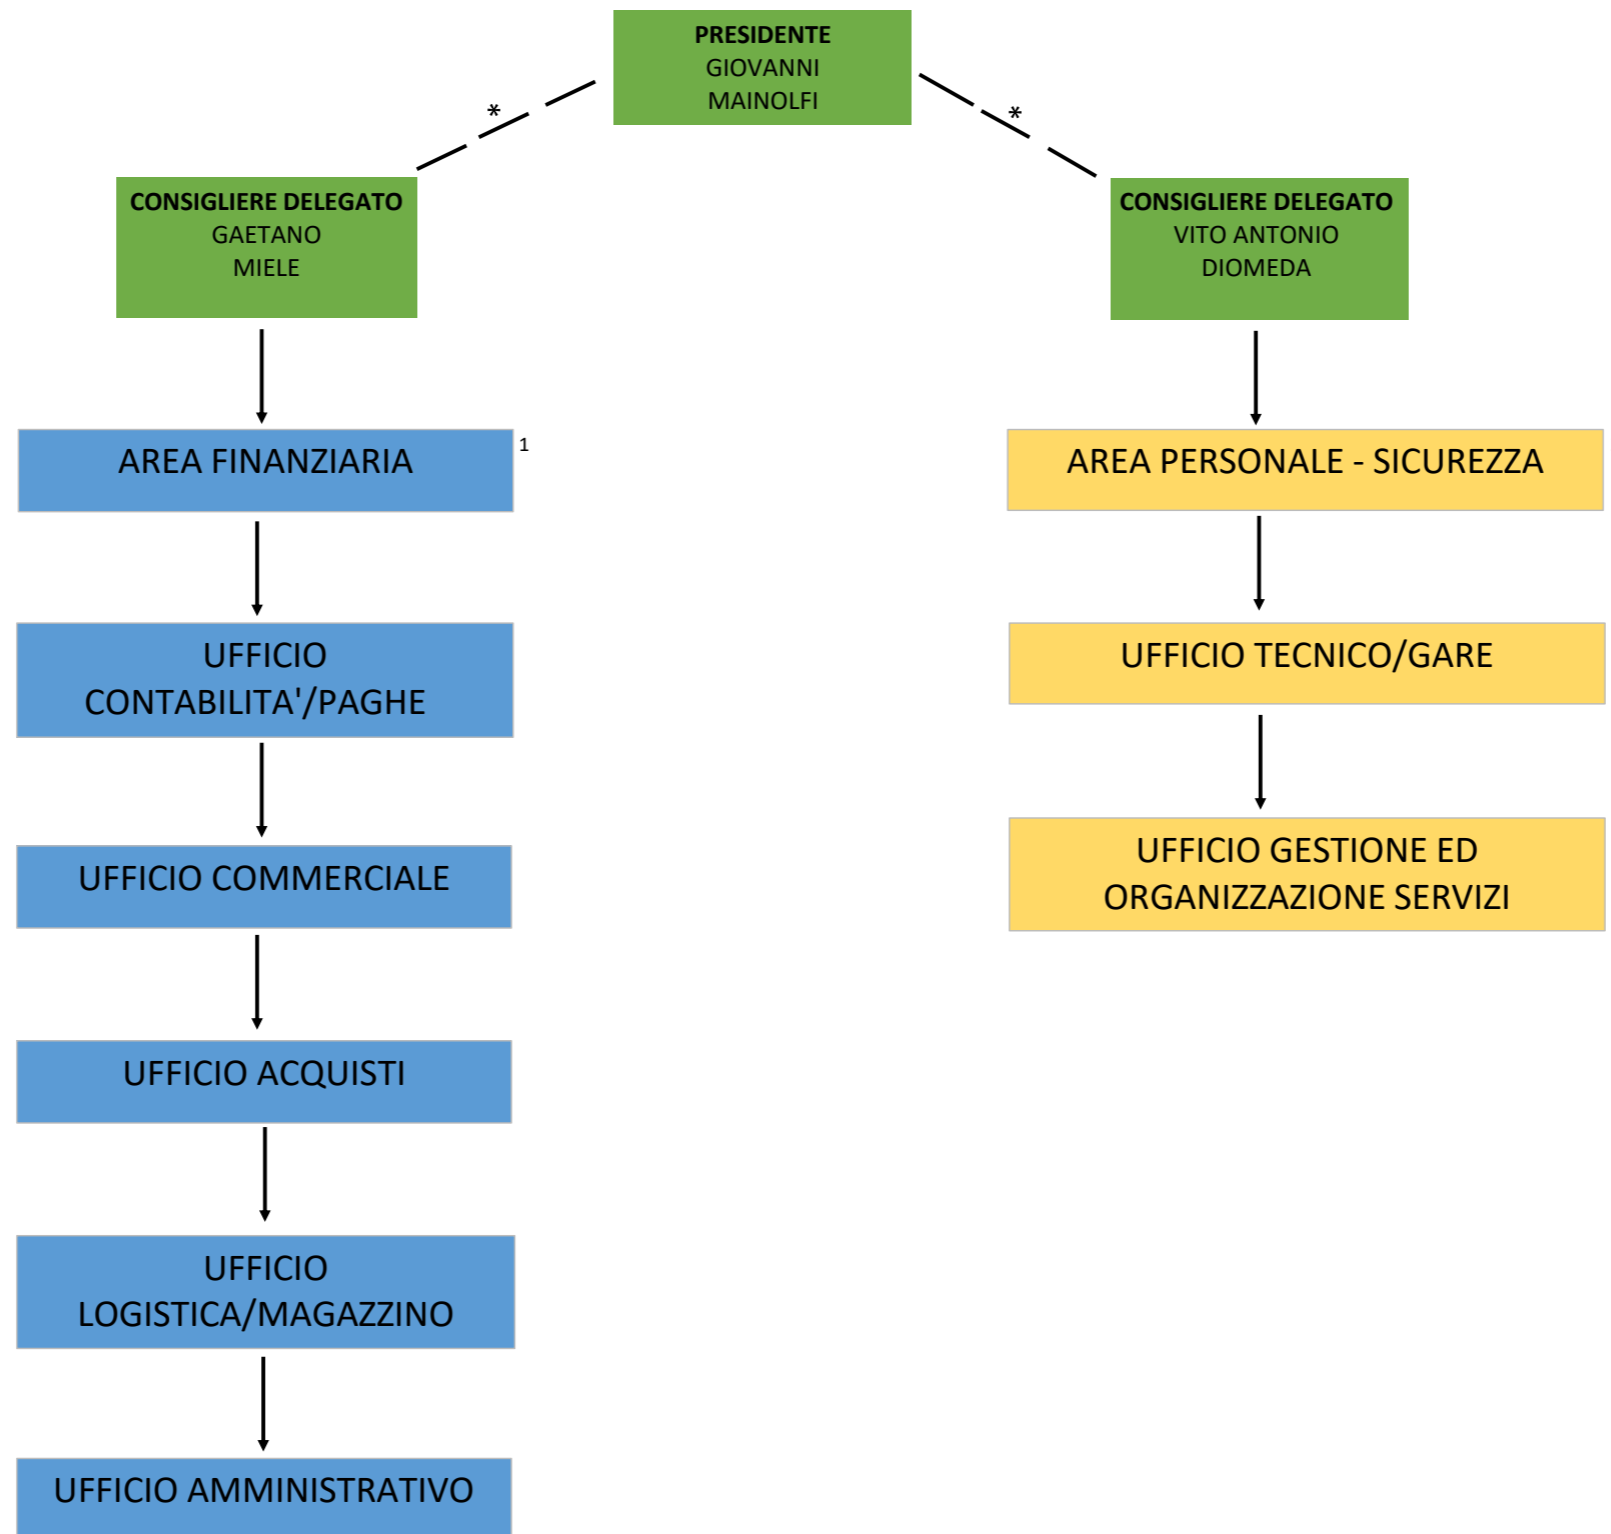 PRESIDENTE
GIOVANNI
MAINOLFI
*
*
CONSIGLIERE DELEGATO
GAETANO
MIELE
CONSIGLIERE DELEGATO
VITO ANTONIO
DIOMEDA
AREA FINANZIARIA
1
UFFICIO
CONTABILITA'/PAGHE
UFFICIO COMMERCIALE
UFFICIO ACQUISTI
UFFICIO
LOGISTICA/MAGAZZINO
UFFICIO AMMINISTRATIVO
AREA PERSONALE - SICUREZZA
UFFICIO TECNICO/GARE
UFFICIO GESTIONE ED
ORGANIZZAZIONE SERVIZI